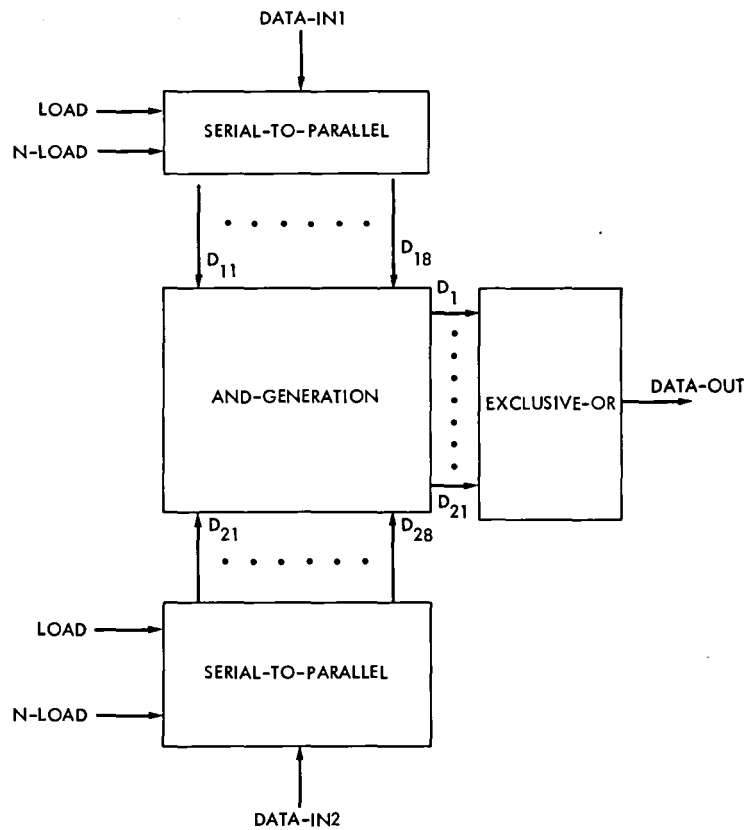 DATA-IN1
LOAD
SERIAL-TO-PARALLEL
N-LOAD
D11
D18
D1
AND-GENERATION
EXCLUSIVE-OR
DATA-OUT
D21
D21
D28
LOAD
SERIAL-TO-PARALLEL
N-LOAD
DATA-IN2